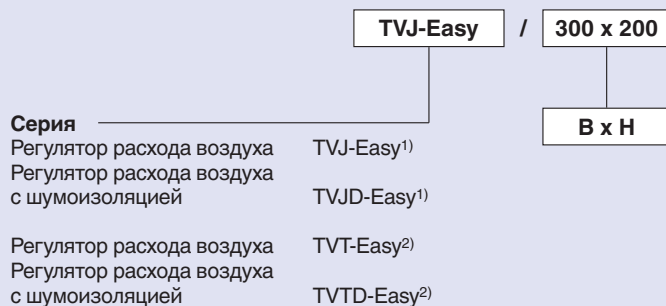 TVJ-Easy / 300 x 200
B x H
Серия
Регулятор расхода воздуха TVJ-Easy1)
Регулятор расхода воздуха
с шумоизоляцией TVJD-Easy1)
Регулятор расхода воздуха TVT-Easy2)
Регулятор расхода воздуха
с шумоизоляцией TVTD-Easy2)